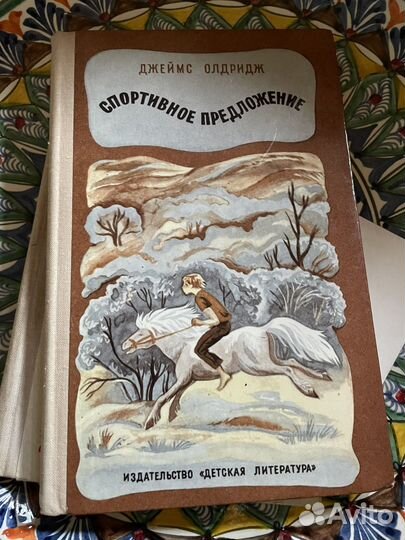 ДЖЕЙМС ОЛДРИДЖ
СПОРТИВНОЕ ПРЕДЛОЖЕНИЕ
ИЗДАТЕЛЬСТВО «ДЕТСКАЯ ЛИТЕРАТУРА»
Avito